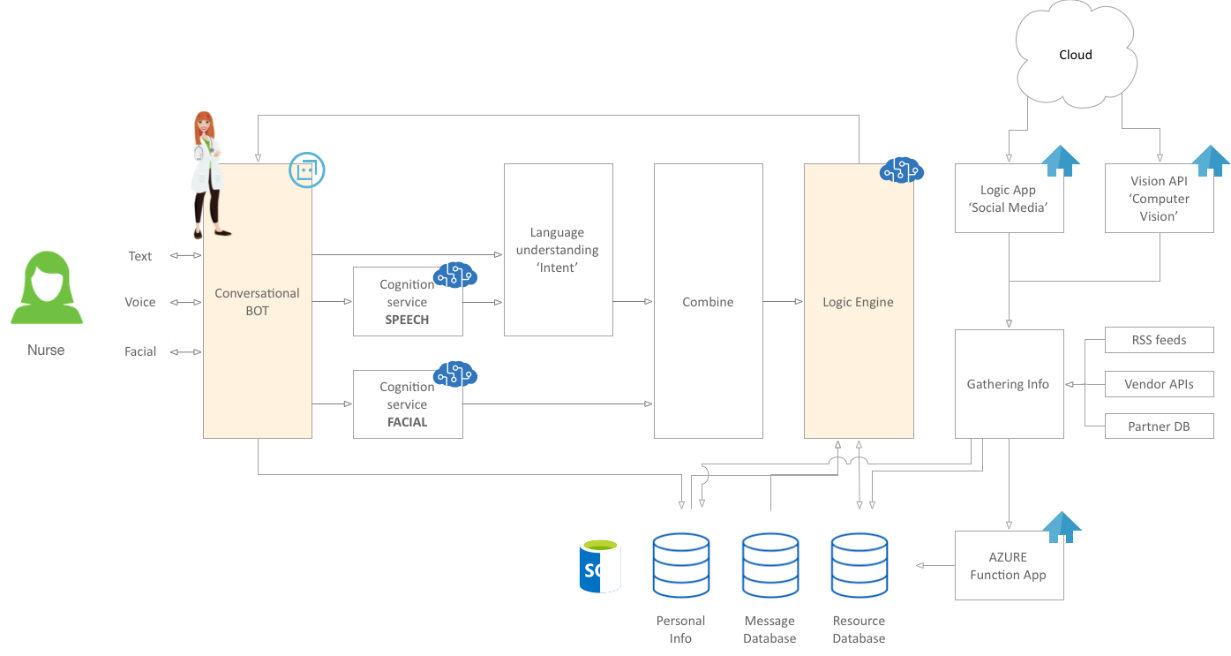 Cloud
Logic App
‘Social Media’
Vision API
‘Computer
Vision’
Language
understanding
‘Intent’
Text
Voice
Facial
Nurse
Conversational
BOT
Cognition
service
SPEECH
Cognition
service
FACIAL
Combine
Logic Engine
Gathering Info
RSS feeds
Vendor APIs
Partner DB
AZURE
Function App
SQ
Personal
Info
Message
Database
Resource
Database